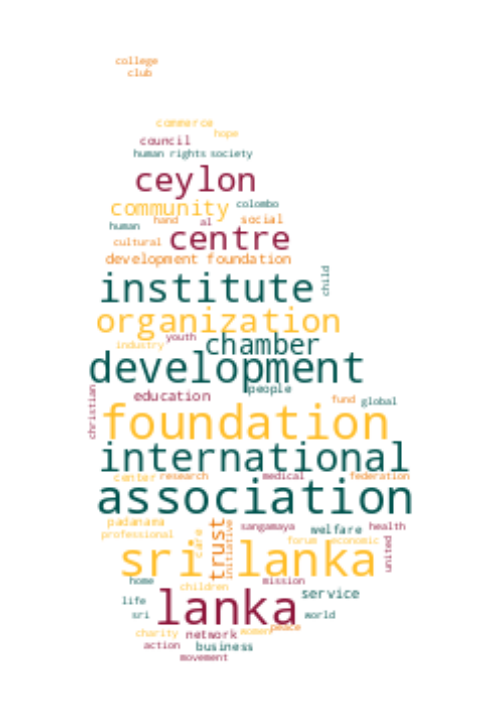 college
club
commerce
hope
council
human rights society
ceylon
community colombo
human hand al social
cultural centre
development foundation
institute child
organization
youth
industry chamber
development
people
christian education fund global
foundation
international
center research medical federation
association
padanama sangamaya welfare health
professional care trust initiative forum economic united
sri lanka
home mission
children
life service
sri lanka world
charity network women peace
action business
movement